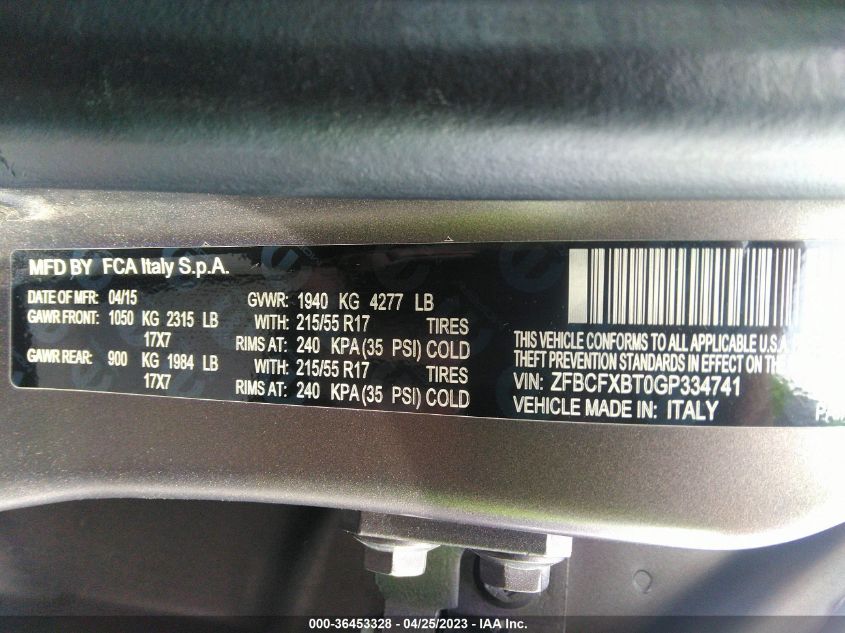 MFD BY FCA Italy S.p.A.
DATE OF MFR: 04/15 GVWR: 1940 KG 4277 LB
GAWR FRONT: 1050 KG 2315 LB WITH: 215/55 R17 TIRES
17X7 RIMS AT: 240 KPA(35 PSI) COLD
GAWR REAR: 900 KG 1984 LB WITH: 215/55 R17 TIRES
17X7 RIMS AT: 240 KPA(35 PSI) COLD
THIS VEHICLE CONFORMS TO ALL APPLICABLE U.S.A.
THEFT PREVENTION STANDARDS IN EFFECT ON THE
VIN: ZFBCFXBT0GP334741
VEHICLE MADE IN: ITALY
000-36453328 - 04/25/2023 - IAA Inc.